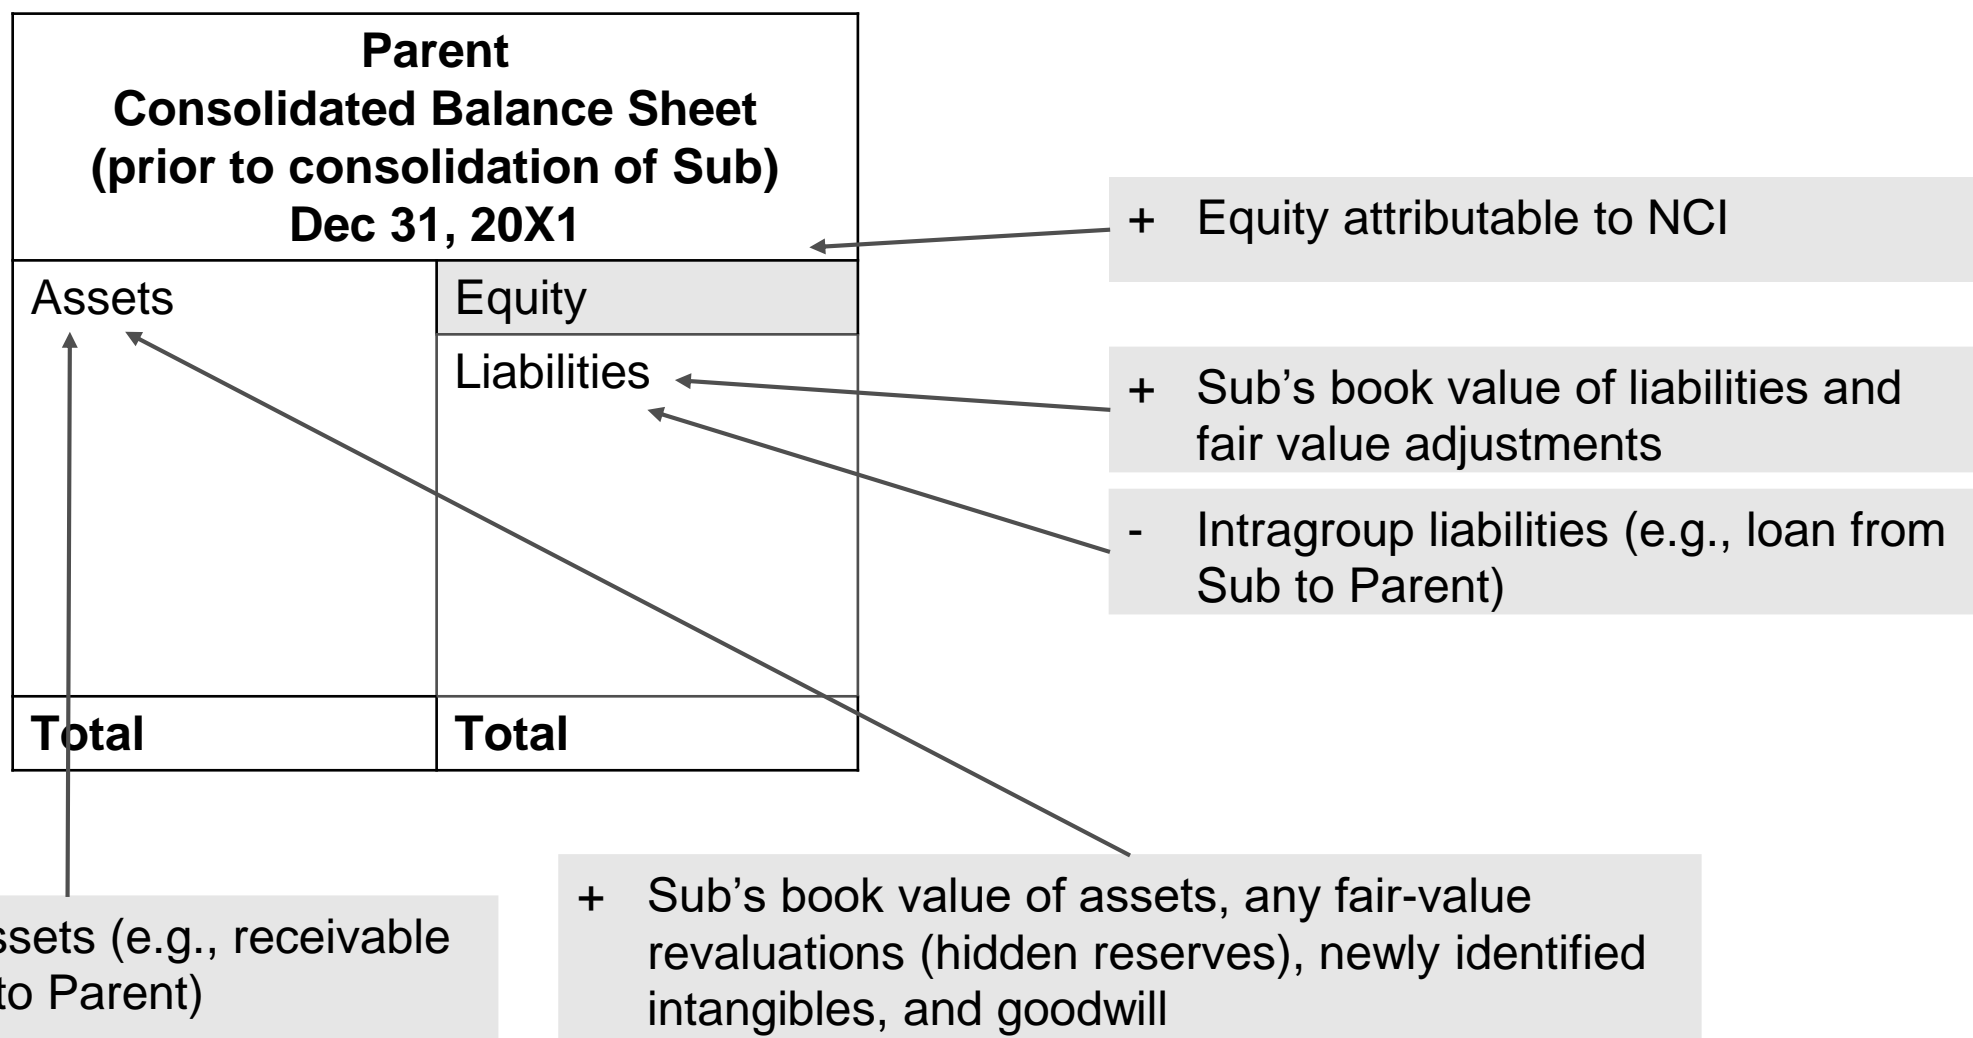 Parent
Consolidated Balance Sheet
(prior to consolidation of Sub)
Dec 31, 20X1
Assets
Equity
Liabilities
Total
Total
+ Equity attributable to NCI
+ Sub’s book value of liabilities and
fair value adjustments
- Intragroup liabilities (e.g., loan from
Sub to Parent)
(e.g., receivable
to Parent)
+ Sub’s book value of assets, any fair-value
revaluations (hidden reserves), newly identified
intangibles, and goodwill